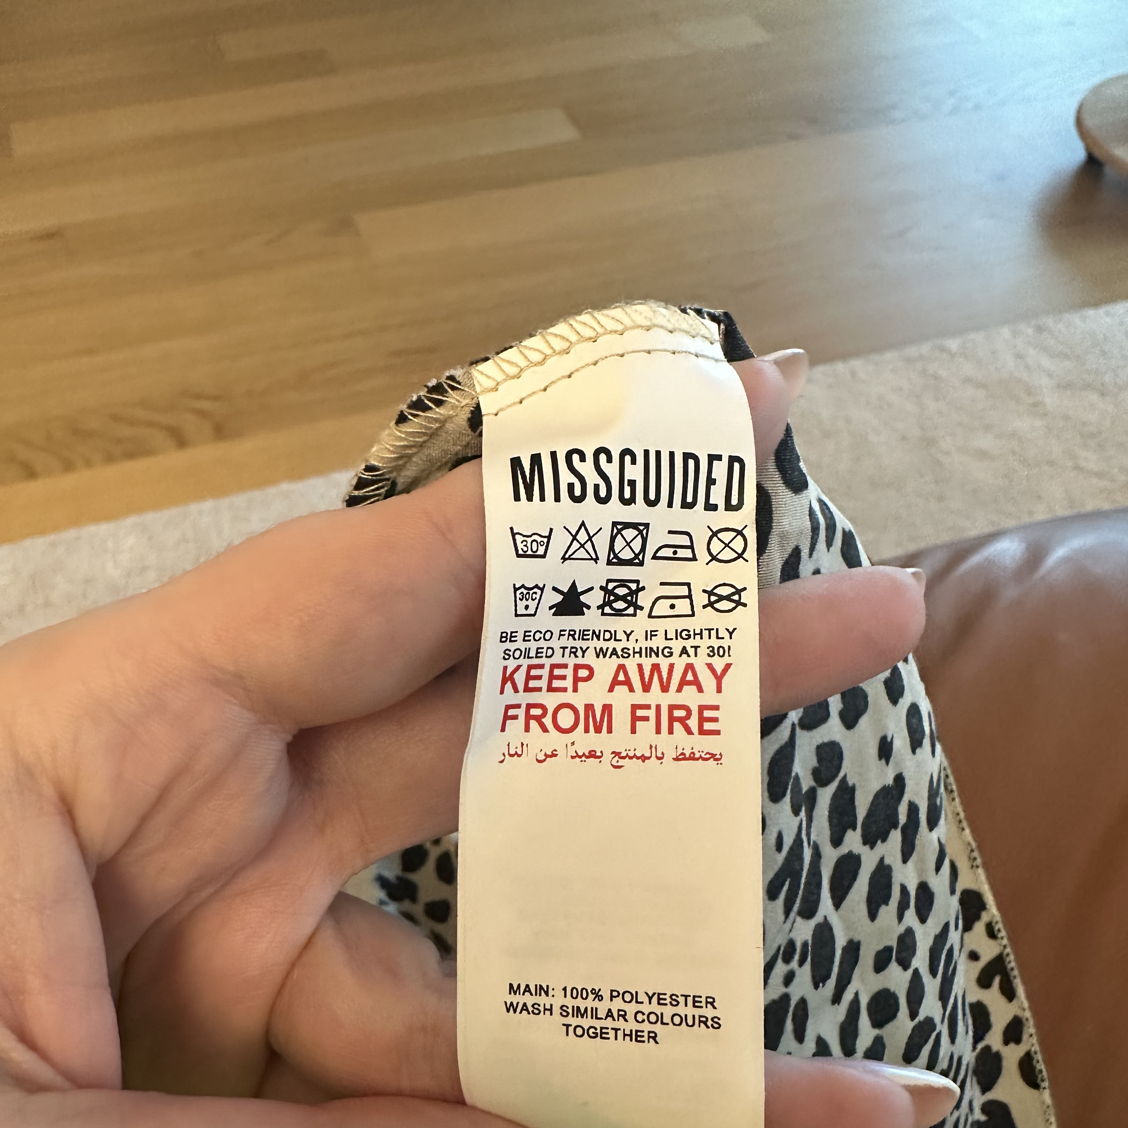 MISSGUIDED
30°
30C
BE ECO FRIENDLY, IF LIGHTLY
SOILED TRY WASHING AT 30!
KEEP AWAY
FROM FIRE
يحتفظ بالمنتج بعيدًا عن النار
MAIN: 100% POLYESTER
WASH SIMILAR COLOURS
TOGETHER